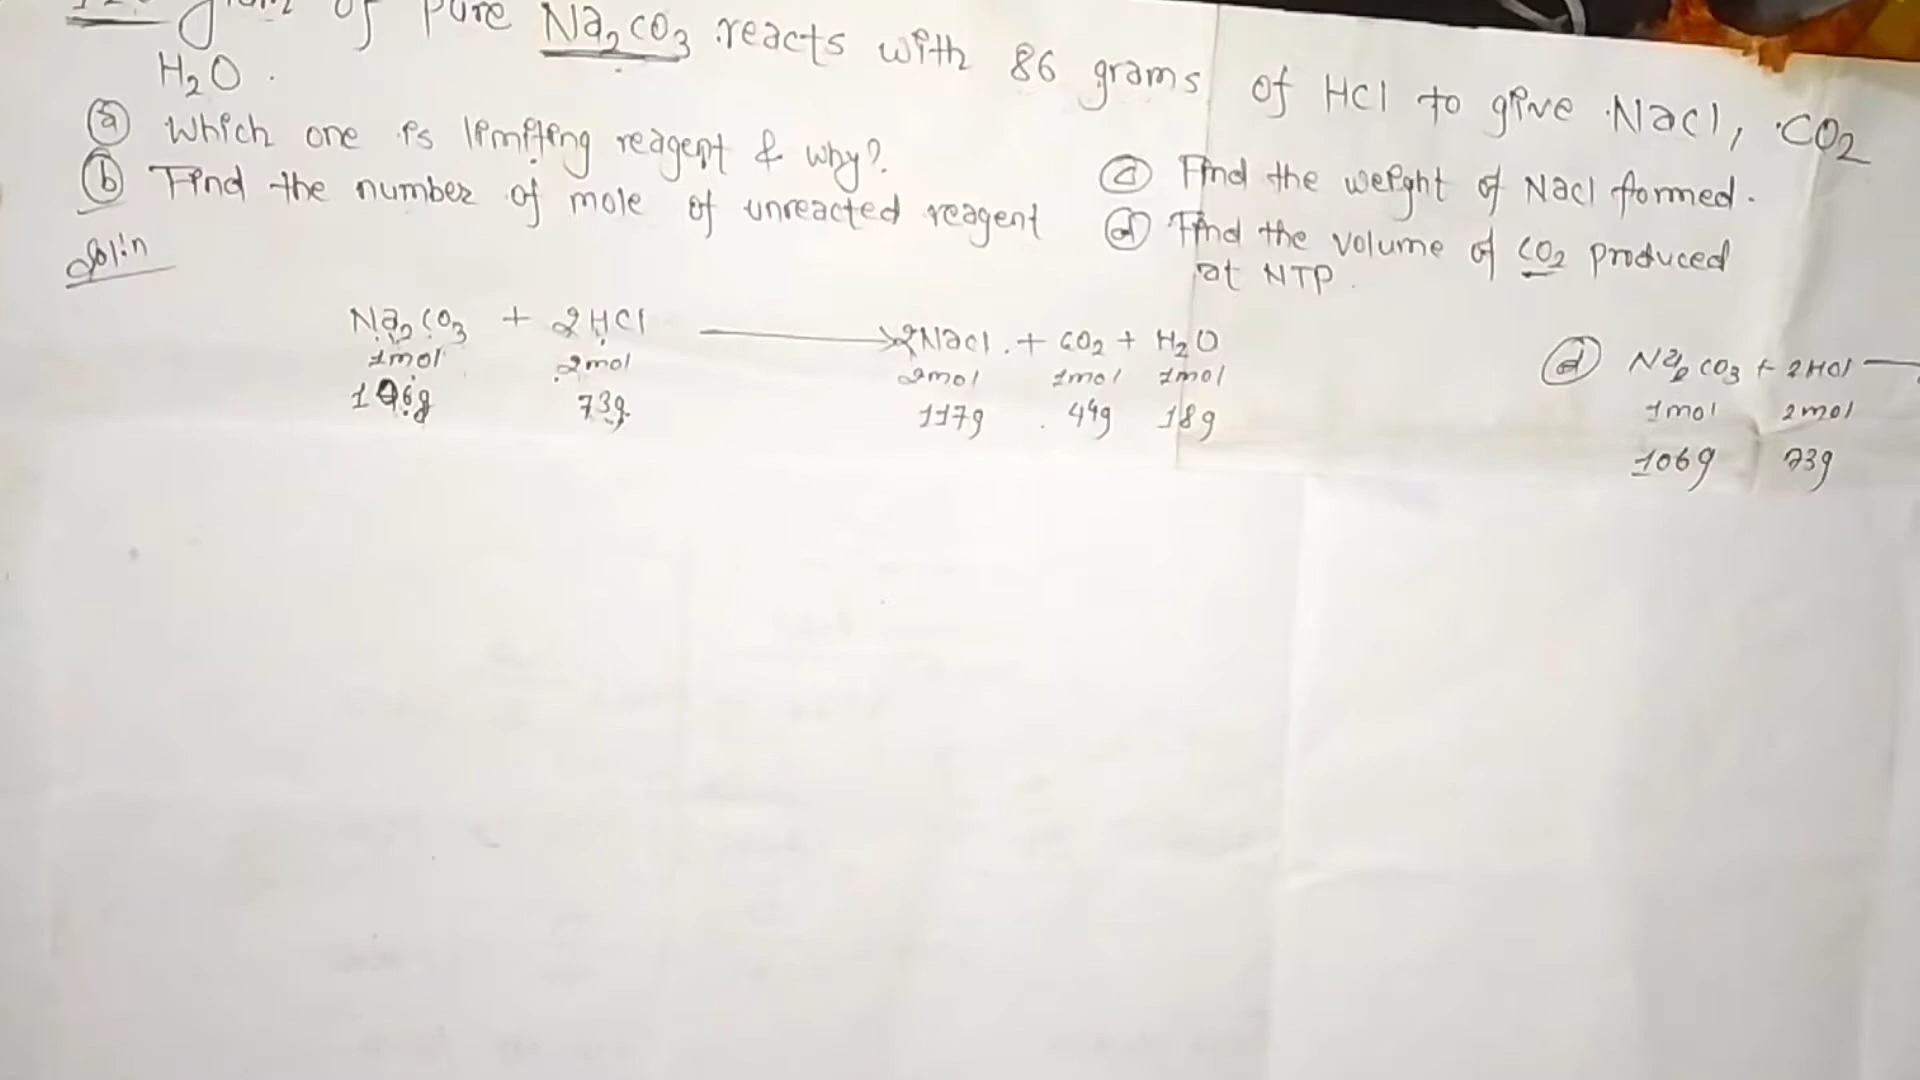 of pure Na2CO3 reacts with 86 grams of HCl to give NaCl, CO2
H2O.
(a) Which one is limiting reagent & why?
(b) Find the number of mole of unreacted reagent
(c) Find the weight of NaCl formed.
(d) Find the volume of CO2 produced
at NTP.
Sol:n
Na2CO3 + 2HCl → 2NaCl + CO2 + H2O
1mol 2mol 2mol 1mol 1mol
106g 73g 117g 44g 18g
(d) Na2CO3 + 2HCl
1mol 2mol
106g 73g